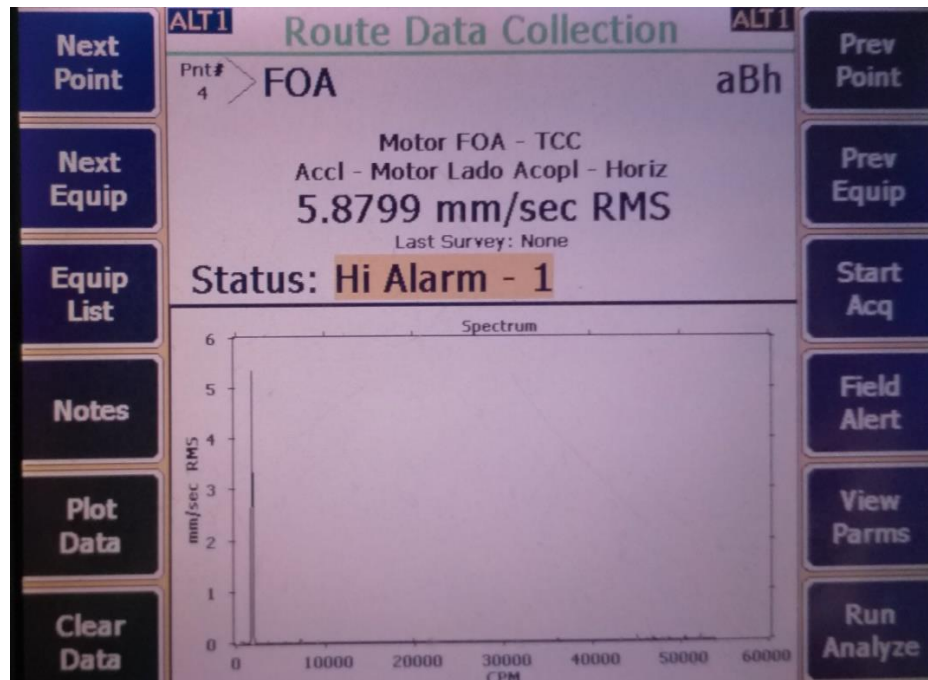 Next
Point
Next
Equip
Equip
List
Notes
Plot
Data
Clear
Data
ALT1
Route Data Collection
ALT1
Pnt#
4
FOA
aBh
Motor FOA - TCC
Accl - Motor Lado Acopl - Horiz
5.8799 mm/sec RMS
Last Survey: None
Status: Hi Alarm - 1
Spectrum
mm/sec RMS
6
5
4
3
2
1
0
0 10000 20000 30000 40000 50000 60000
CPM
Prev
Point
Prev
Equip
Start
Acq
Field
Alert
View
Parms
Run
Analyze